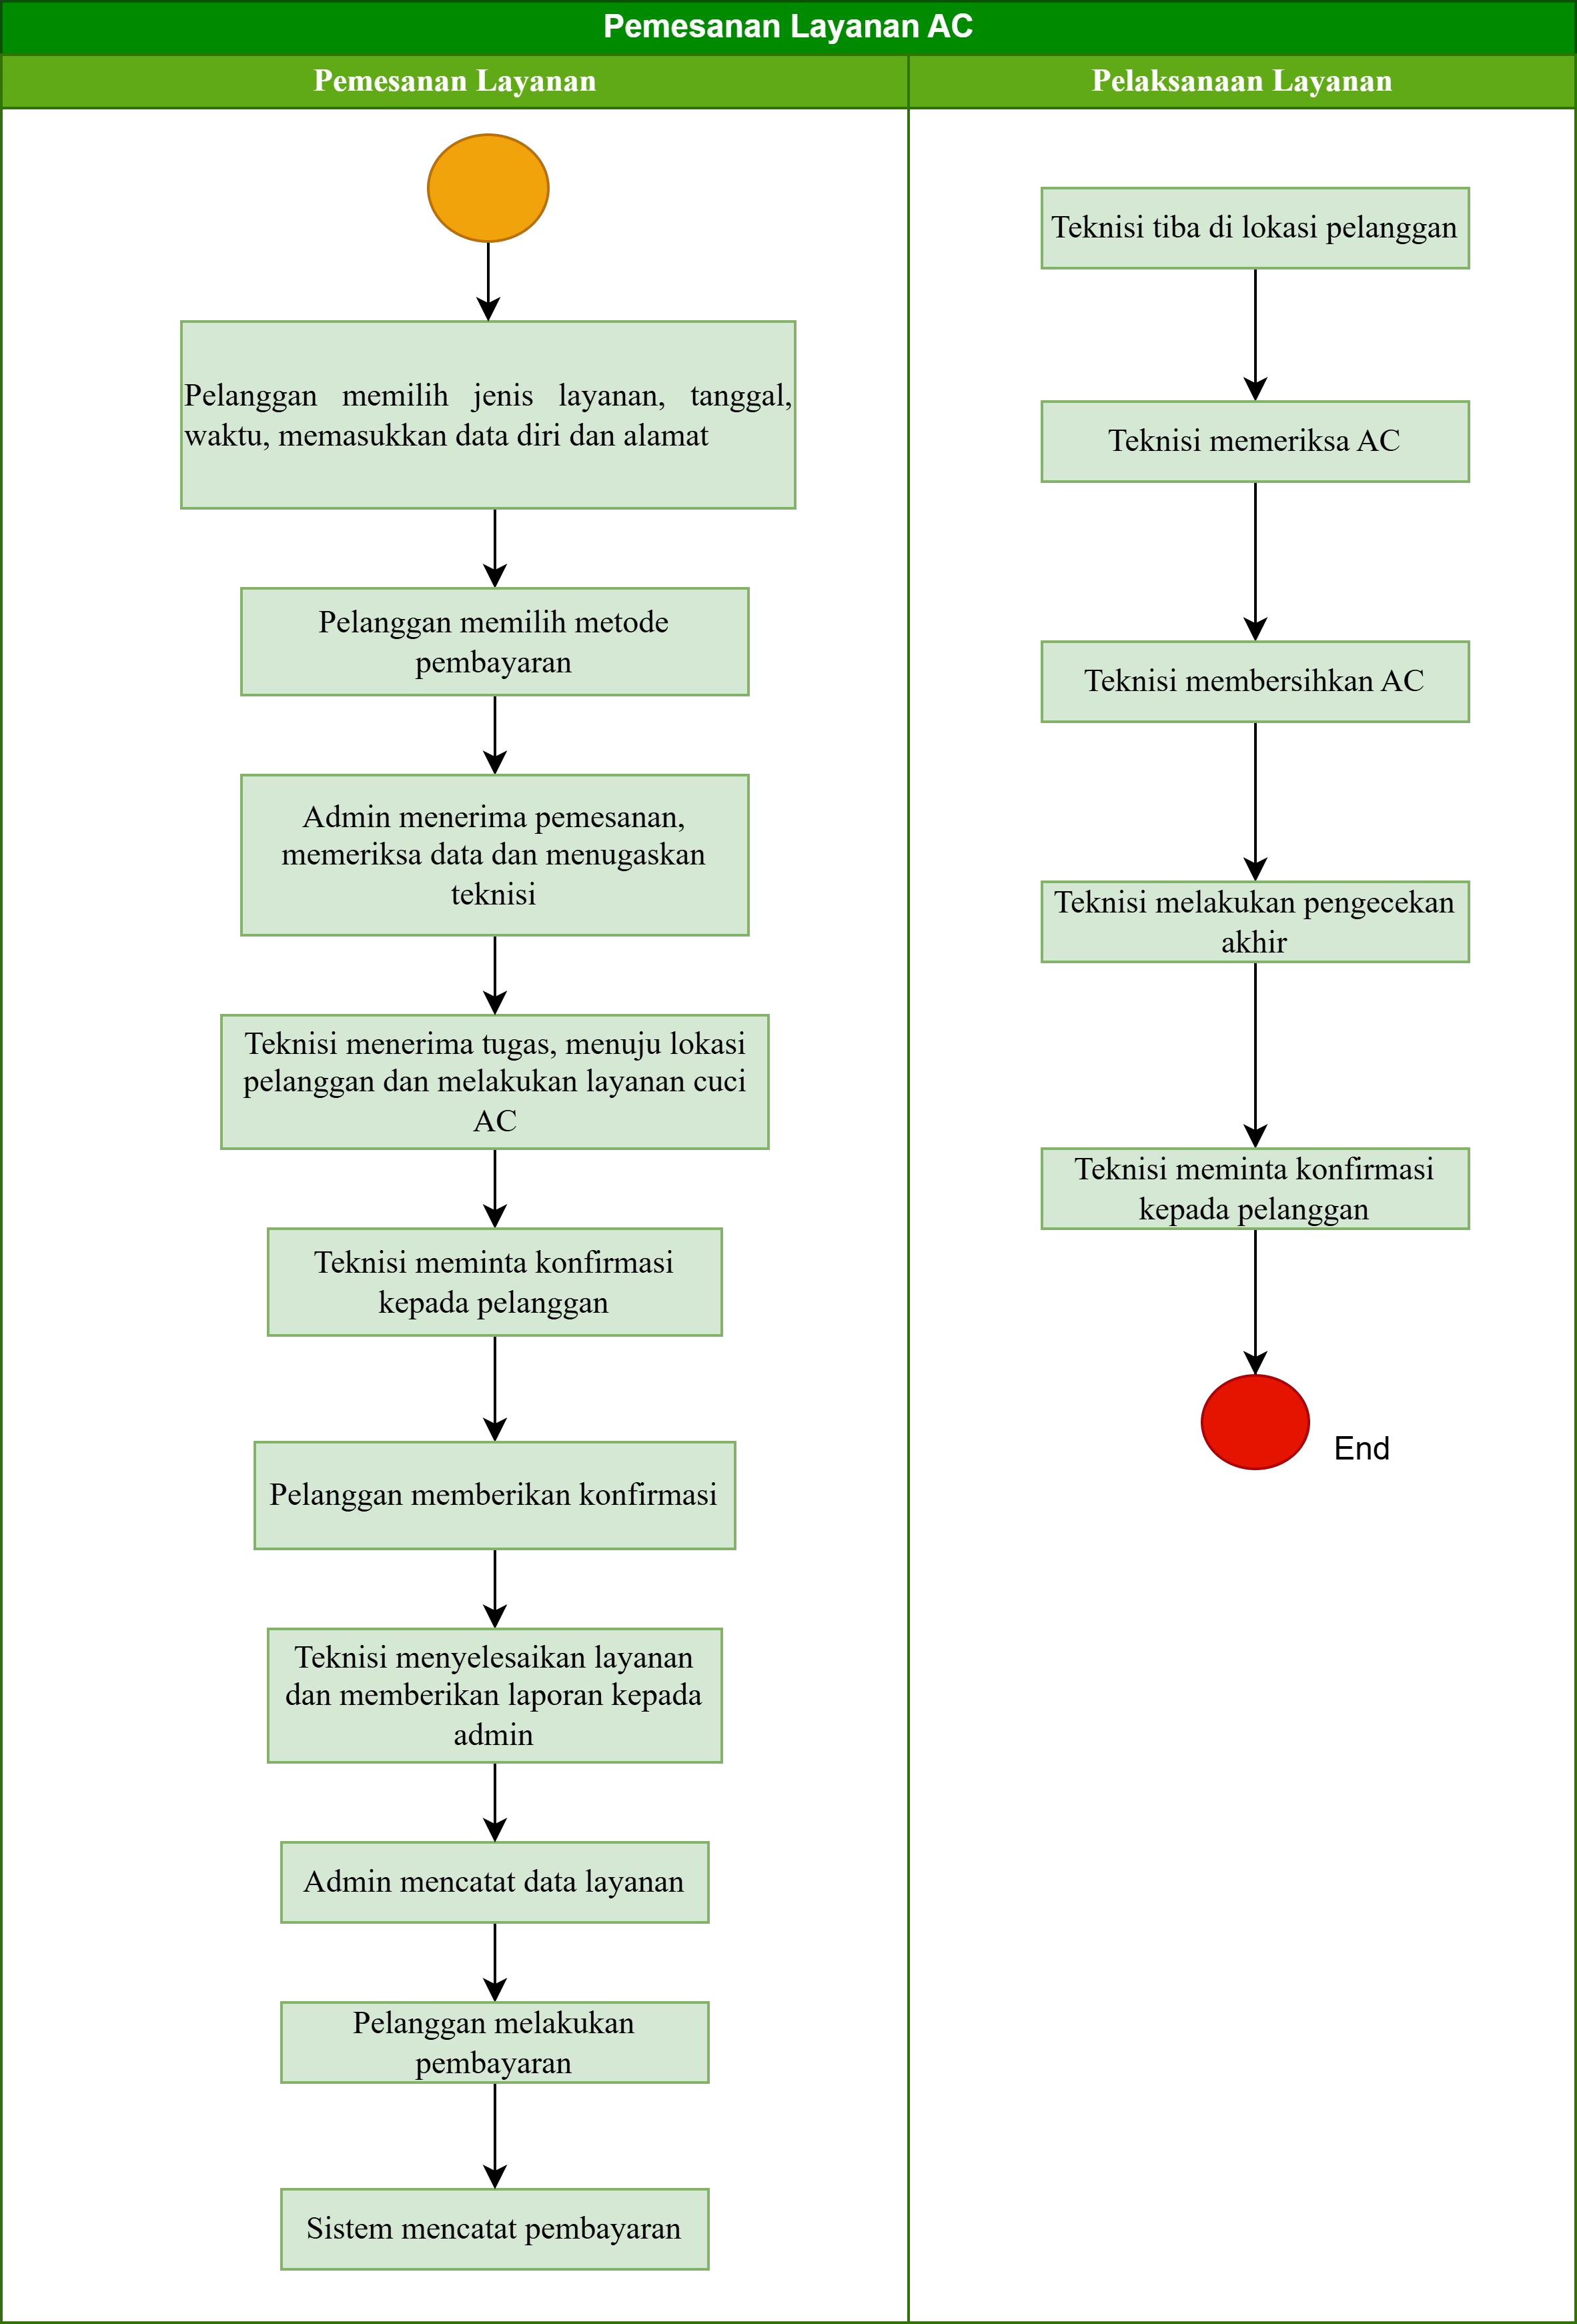 Pemesanan Layanan AC
Pemesanan Layanan
Pelaksanaan Layanan
Pelanggan memilih jenis layanan, tanggal,
waktu, memasukkan data diri dan alamat
Pelanggan memilih metode
pembayaran
Admin menerima pemesanan,
memeriksa data dan menugaskan
teknisi
Teknisi menerima tugas, menuju lokasi
pelanggan dan melakukan layanan cuci
AC
Teknisi meminta konfirmasi
kepada pelanggan
Pelanggan memberikan konfirmasi
Teknisi menyelesaikan layanan
dan memberikan laporan kepada
admin
Admin mencatat data layanan
Pelanggan melakukan
pembayaran
Sistem mencatat pembayaran
Teknisi tiba di lokasi pelanggan
Teknisi memeriksa AC
Teknisi membersihkan AC
Teknisi melakukan pengecekan
akhir
Teknisi meminta konfirmasi
kepada pelanggan
End